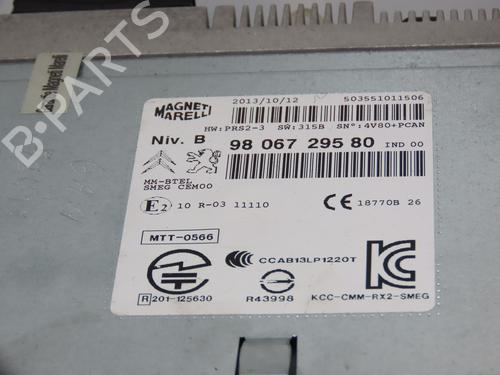 Magneti Marelli
MAGNETI
MARELLI
2013/10/12 503551011506
HW:PRS2-3 SW:315B SN°:4V80+PCAN
Niv. B 98 067 295 80 IND 00
MM-BTEL
SMEG CEM00
E2 10 R-03 11110 CE 18770B 26
MTT-0566
CCAB13LP1220T
R 201-125630 R43998 KCC-CMM-RX2-SMEG
B-PARTS